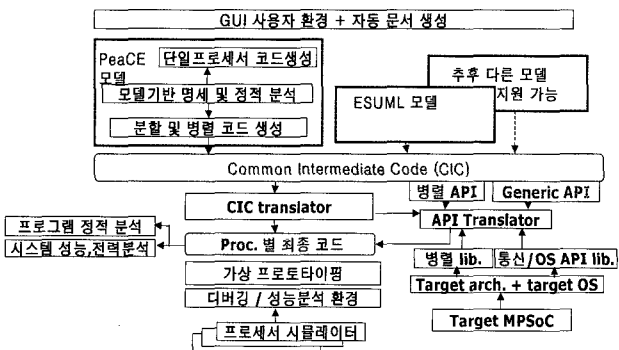 GUI 사용자 환경 + 자동 문서 생성
PeaCE
모델
단일프로세서 코드생성
모델기반 명세 및 정적 분석
분할 및 병렬 코드 생성
ESUML 모델
추후 다른 모델
지원 가능
Common Intermediate Code (CIC)
병렬 API
Generic API
CIC translator
API Translator
프로그램 정적 분석
시스템 성능,전력분석
Proc. 별 최종 코드
병렬 lib.
통신/OS API lib.
가상 프로토타이핑
디버깅 / 성능분석 환경
Target arch. + target OS
프로세서 시뮬레이터
Target MPSoC